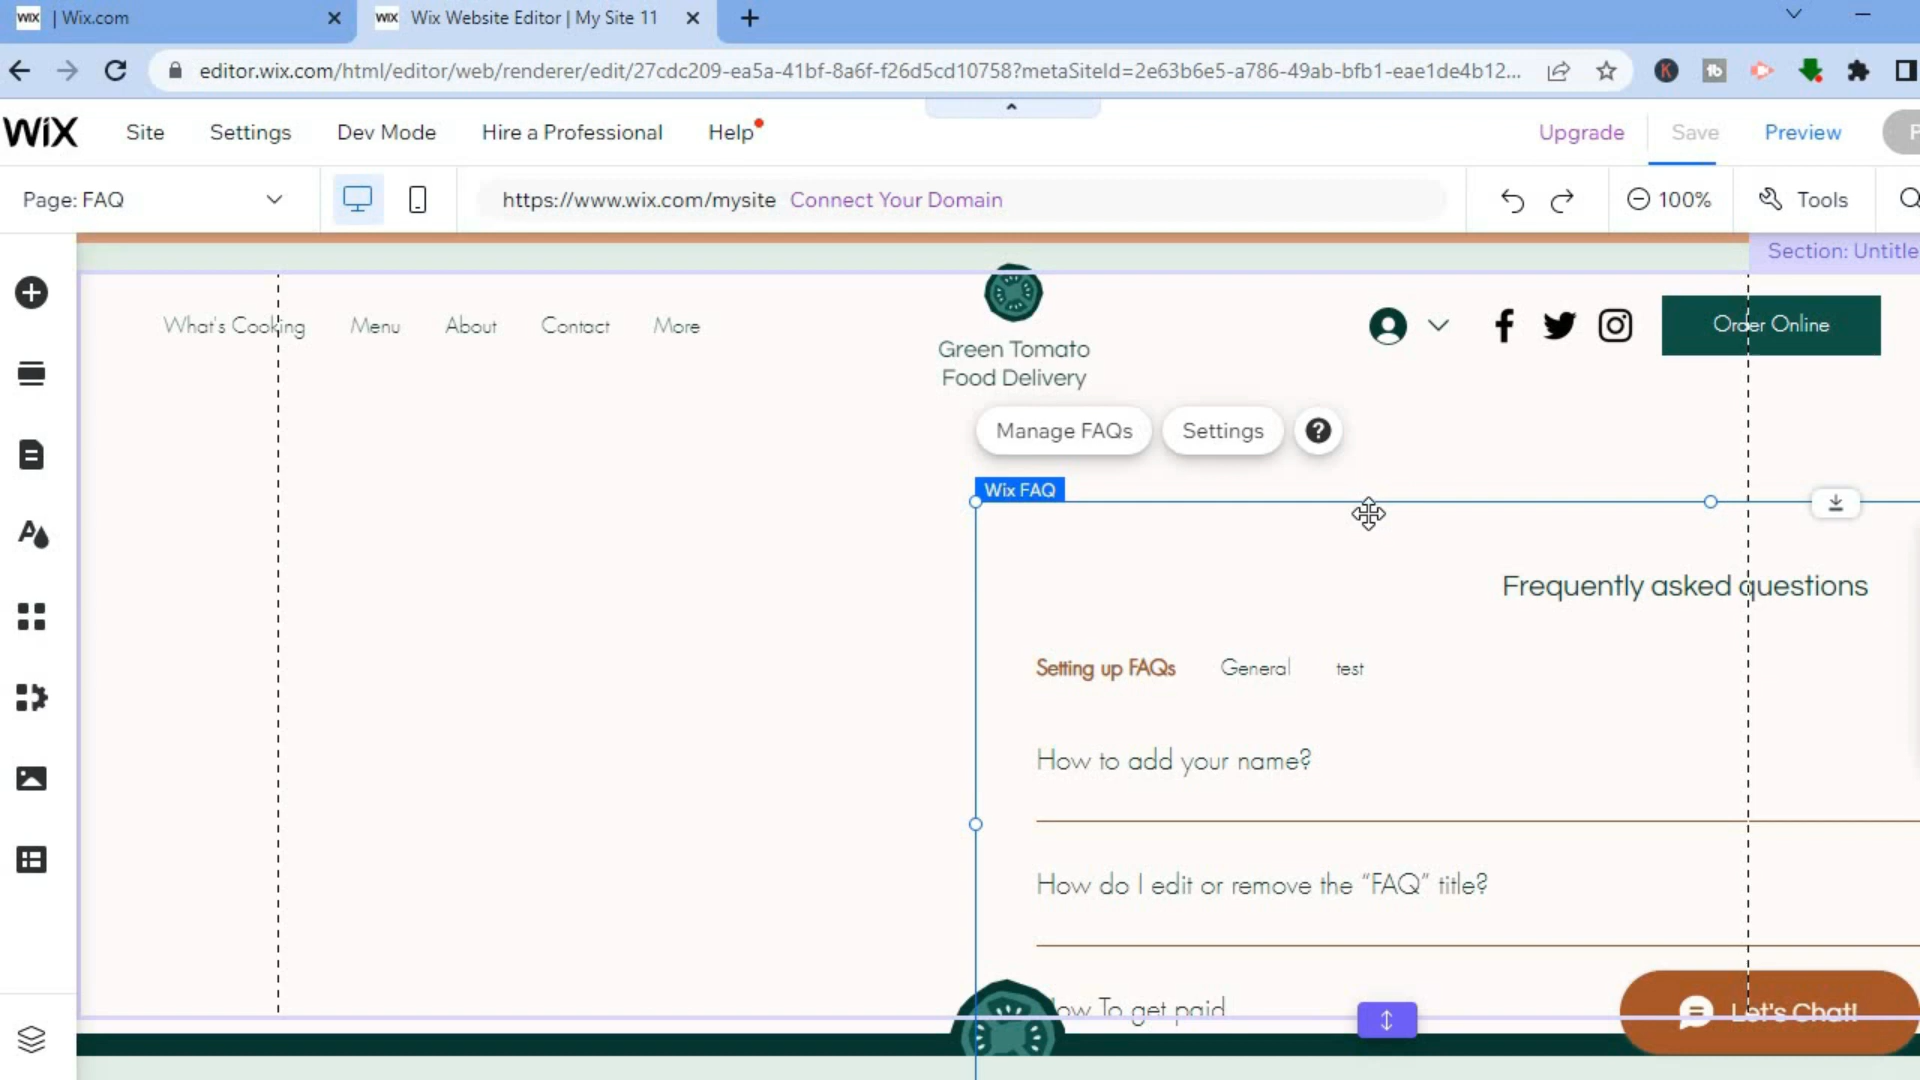 WIX | Wix.com
WIX Wix Website Editor | My Site 11
editor.wix.com/html/editor/web/renderer/edit/27cdc209-ea5a-41bf-8a6f-f26d5cd10758?metaSiteId=2e63b6e5-a786-49ab-bfb1-eae1de4b12...
WiX Site Settings Dev Mode Hire a Professional Help Upgrade Save Preview
Page: FAQ https://www.wix.com/mysite Connect Your Domain 100% Tools
Section: Untitle
What's Cooking Menu About Contact More Order Online
Green Tomato
Food Delivery
Manage FAQs Settings ?
Wix FAQ
Frequently asked questions
Setting up FAQs General test
How to add your name?
How do I edit or remove the “FAQ” title?
ow To get paid
Let's Chat!